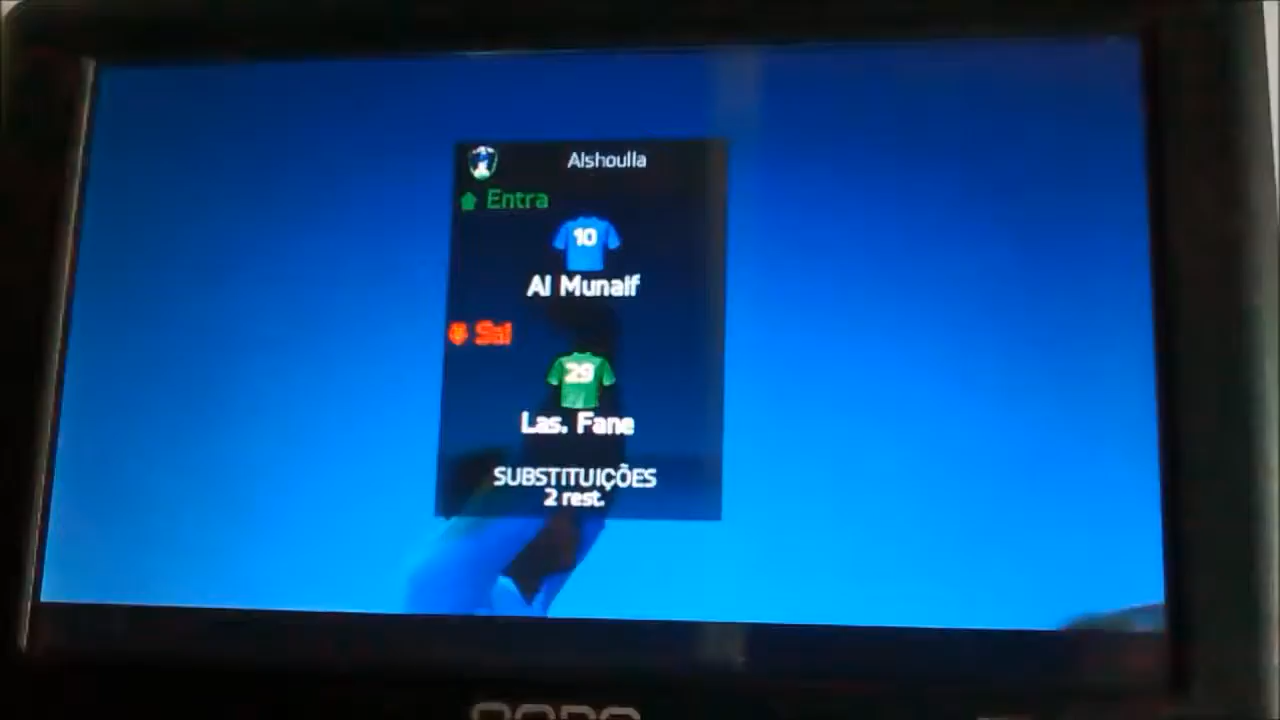 Alshoulla
Entra
10
Al Munaif
Sai
29
Las. Fane
SUBSTITUIÇÕES
2 rest.